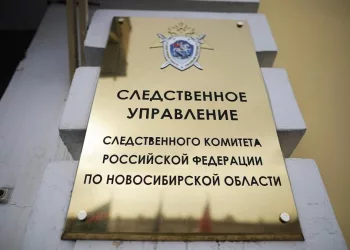 СЛЕДСТВЕННОЕ
УПРАВЛЕНИЕ
СЛЕДСТВЕННОГО КОМИТЕТА
РОССИЙСКОЙ ФЕДЕРАЦИИ
ПО НОВОСИБИРСКОЙ ОБЛАСТИ